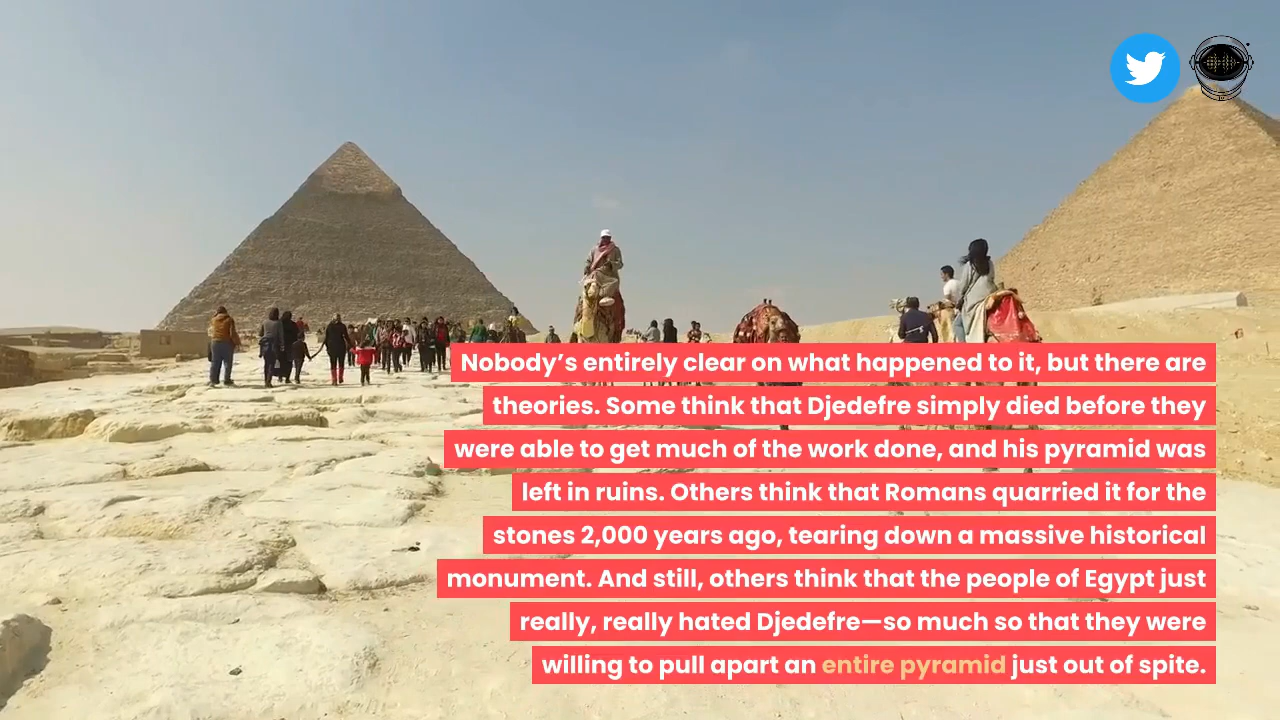 Nobody’s entirely clear on what happened to it, but there are
theories. Some think that Djedefre simply died before they
were able to get much of the work done, and his pyramid was
left in ruins. Others think that Romans quarried it for the
stones 2,000 years ago, tearing down a massive historical
monument. And still, others think that the people of Egypt just
really, really hated Djedefre—so much so that they were
willing to pull apart an entire pyramid just out of spite.